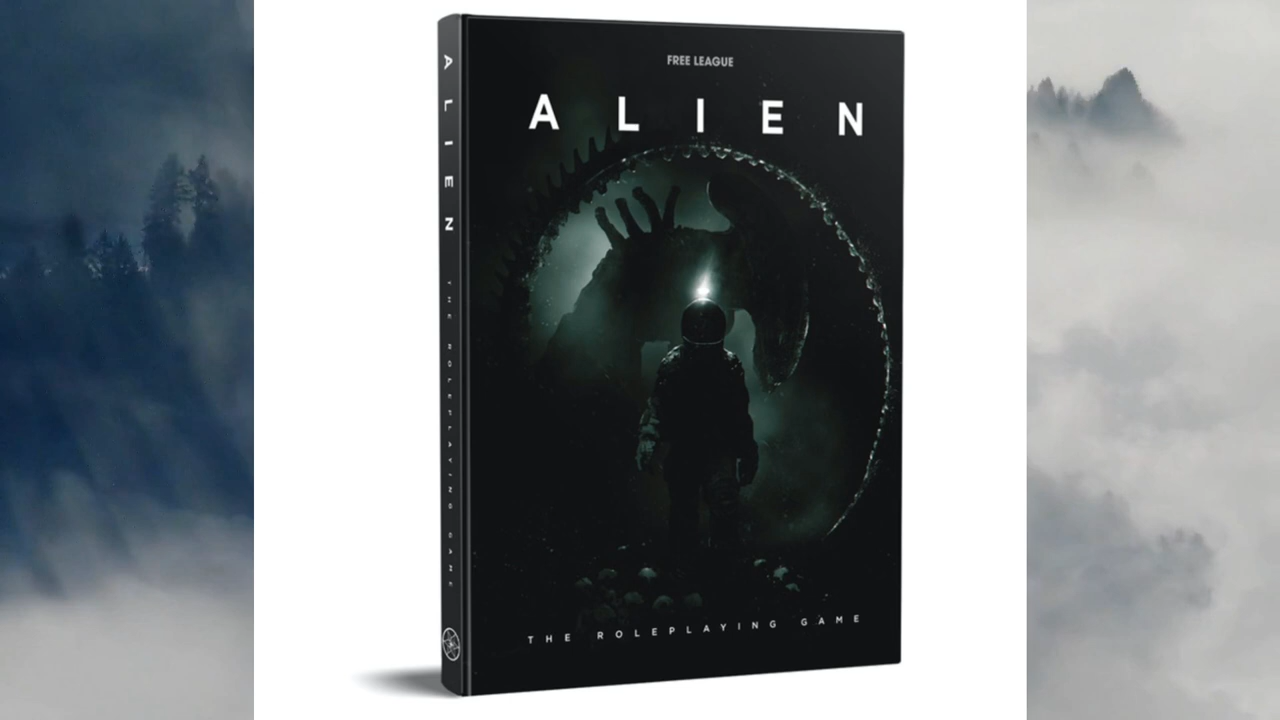 FREE LEAGUE
ALIEN
THE ROLEPLAYING GAME
ALIEN THE ROLEPLAYING GAME